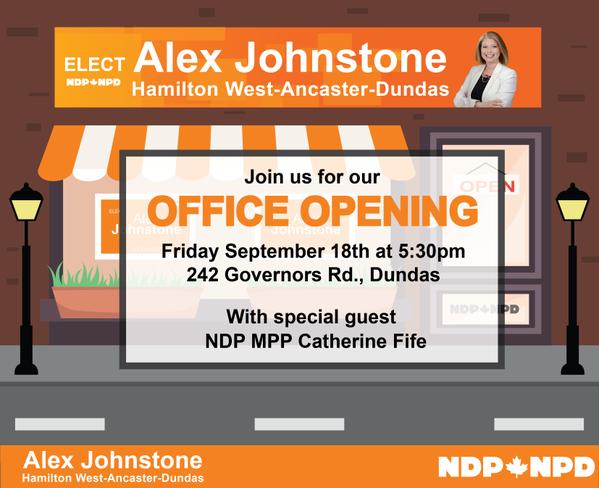 ELECT Alex Johnstone
NDP NPD
Hamilton West-Ancaster-Dundas
OPEN
Join us for our
OFFICE OPENING
Johnstone
Johnstone
Friday September 18th at 5:30pm
242 Governors Rd., Dundas
With special guest
NDP MPP Catherine Fife
NDP NPD
Alex Johnstone
Hamilton West-Ancaster-Dundas
NDP NPD